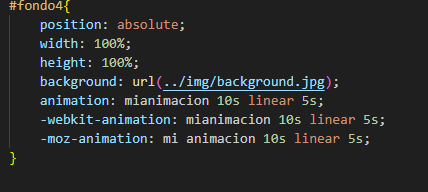 #fondo4{
position: absolute;
width: 100%;
height: 100%;
background: url(../img/background.jpg);
animation: mianimacion 10s linear 5s;
-webkit-animation: mianimacion 10s linear 5s;
-moz-animation: mi animacion 10s linear 5s;
}